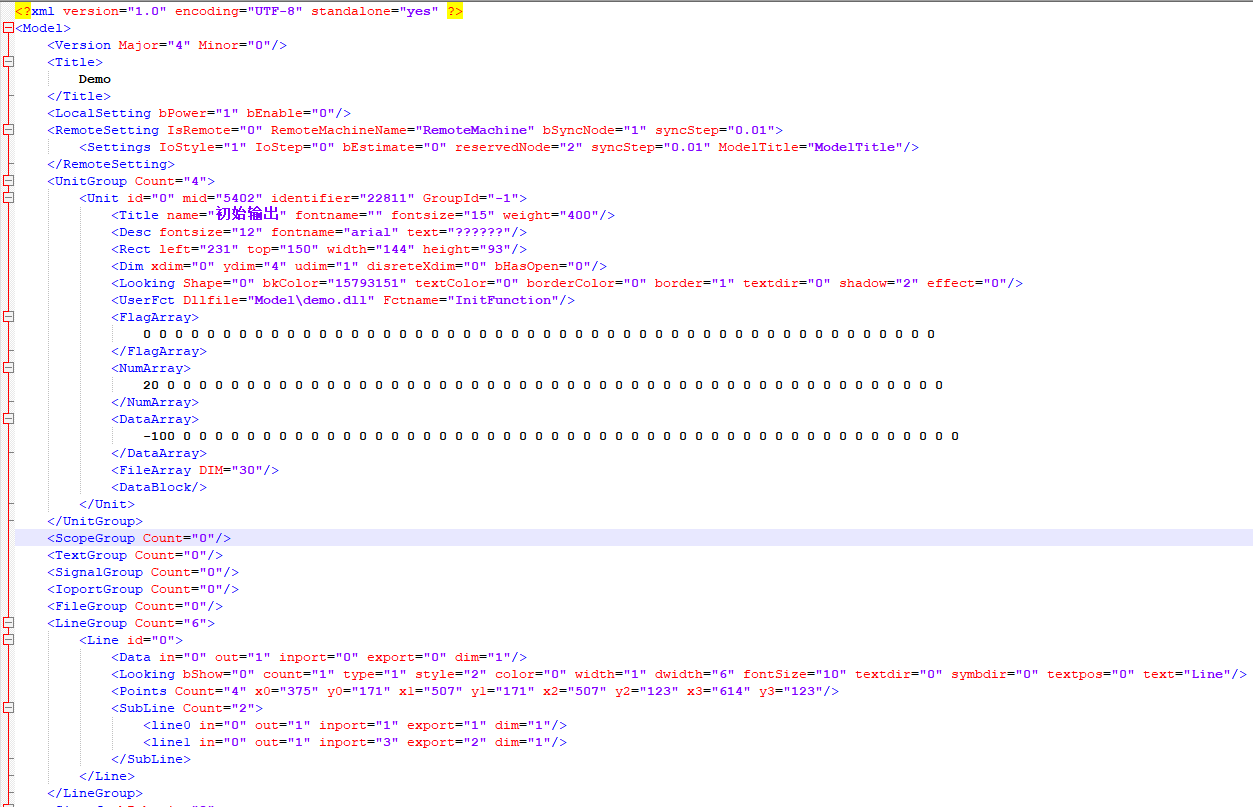 <?xml version="1.0" encoding="UTF-8" standalone="yes" ?>
<Model>
<Version Major="4" Minor="0"/>
<Title>
Demo
</Title>
<LocalSetting bPower="1" bEnable="0"/>
<RemoteSetting IsRemote="0" RemoteMachineName="RemoteMachine" bSyncNode="1" syncStep="0.01">
<Settings IoStyle="1" IoStep="0" bEstimate="0" reservedNode="2" syncStep="0.01" ModelTitle="ModelTitle"/>
</RemoteSetting>
<UnitGroup Count="4">
<Unit id="0" mid="5402" identifier="22811" GroupId="-1">
<Title name="初始输出" fontname="" fontsize="15" weight="400"/>
<Desc fontsize="12" fontname="arial" text="??????"/>
<Rect left="231" top="150" width="144" height="93"/>
<Dim xdim="0" ydim="4" udim="1" disreteXdim="0" bHasOpen="0"/>
<Looking Shape="0" bkColor="15793151" textColor="0" borderColor="0" border="1" textdir="0" shadow="2" effect="0"/>
<UserFct Dllfile="Model\demo.dll" Fctname="InitFunction"/>
<FlagArray>
0 0 0 0 0 0 0 0 0 0 0 0 0 0 0 0 0 0 0 0 0 0 0 0 0 0 0 0 0 0 0 0 0 0 0 0 0 0 0 0 0 0 0 0 0 0 0 0 0 0
</FlagArray>
<NumArray>
20 0 0 0 0 0 0 0 0 0 0 0 0 0 0 0 0 0 0 0 0 0 0 0 0 0 0 0 0 0 0 0 0 0 0 0 0 0 0 0 0 0 0 0 0 0 0 0 0 0
</NumArray>
<DataArray>
-100 0 0 0 0 0 0 0 0 0 0 0 0 0 0 0 0 0 0 0 0 0 0 0 0 0 0 0 0 0 0 0 0 0 0 0 0 0 0 0 0 0 0 0 0 0 0 0 0 0
</DataArray>
<FileArray DIM="30"/>
<DataBlock/>
</Unit>
</UnitGroup>
<ScopeGroup Count="0"/>
<TextGroup Count="0"/>
<SignalGroup Count="0"/>
<IoportGroup Count="0"/>
<FileGroup Count="0"/>
<LineGroup Count="6">
<Line id="0">
<Data in="0" out="1" inport="0" export="0" dim="1"/>
<Looking bShow="0" count="1" type="1" style="2" color="0" width="1" dwidth="6" fontSize="10" textdir="0" symbdir="0" textpos="0" text="Line"/>
<Points Count="4" x0="375" y0="171" x1="507" y1="171" x2="507" y2="123" x3="614" y3="123"/>
<SubLine Count="2">
<line0 in="0" out="1" inport="1" export="1" dim="1"/>
<line1 in="0" out="1" inport="3" export="2" dim="1"/>
</SubLine>
</Line>
</LineGroup>